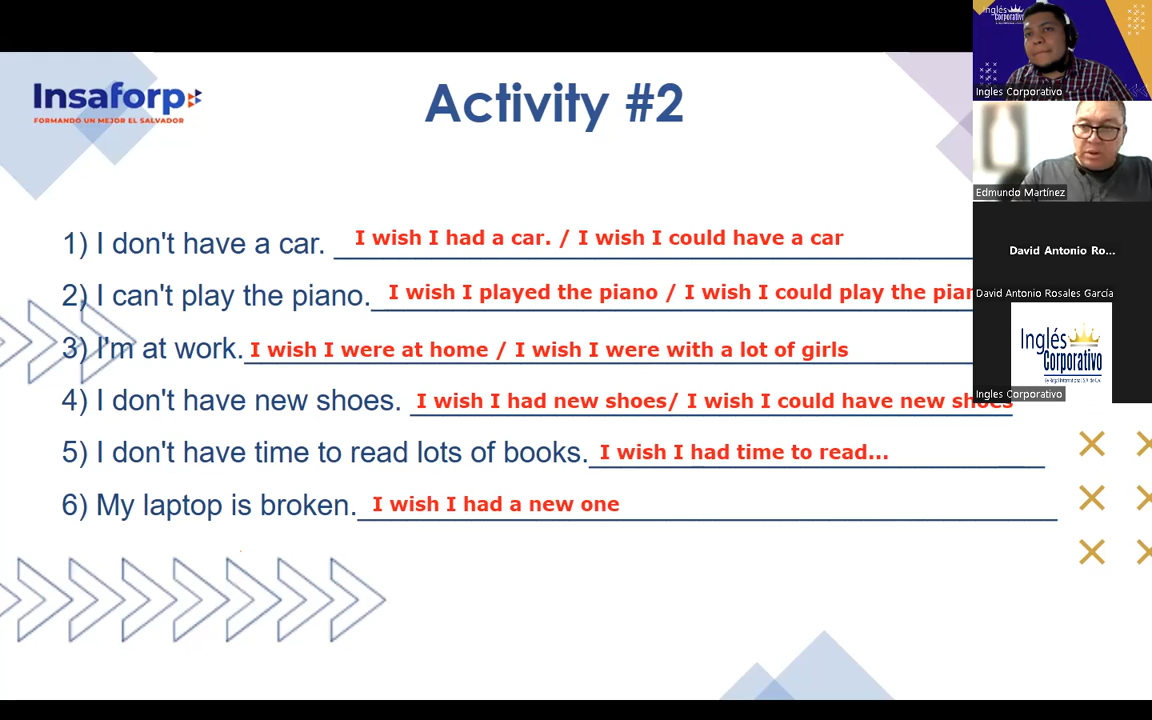 Insaforp
FORMANDO UN MEJOR EL SALVADOR
Activity #2
1) I don't have a car. I wish I had a car. / I wish I could have a car
2) I can't play the piano. I wish I played the piano / I wish I could play the pian
3) I'm at work. I wish I were at home / I wish I were with a lot of girls
4) I don't have new shoes. I wish I had new shoes/ I wish I could have new shoes
5) I don't have time to read lots of books. I wish I had time to read...
6) My laptop is broken. I wish I had a new one
Inglés
Corporativo
Ingles Corporativo
Edmundo Martínez
David Antonio Ro...
David Antonio Rosales García
Inglés
Corporativo
Ingles Corporativo